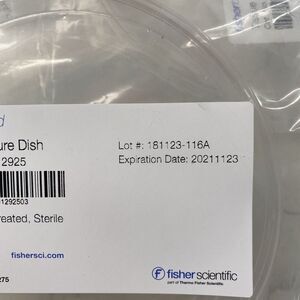 ure Dish
2925
Lot #: 181123-116A
Expiration Date: 20211123
1292503
reated, Sterile
fishersci.com
fisher scientific
part of Thermo Fisher Scientific
275